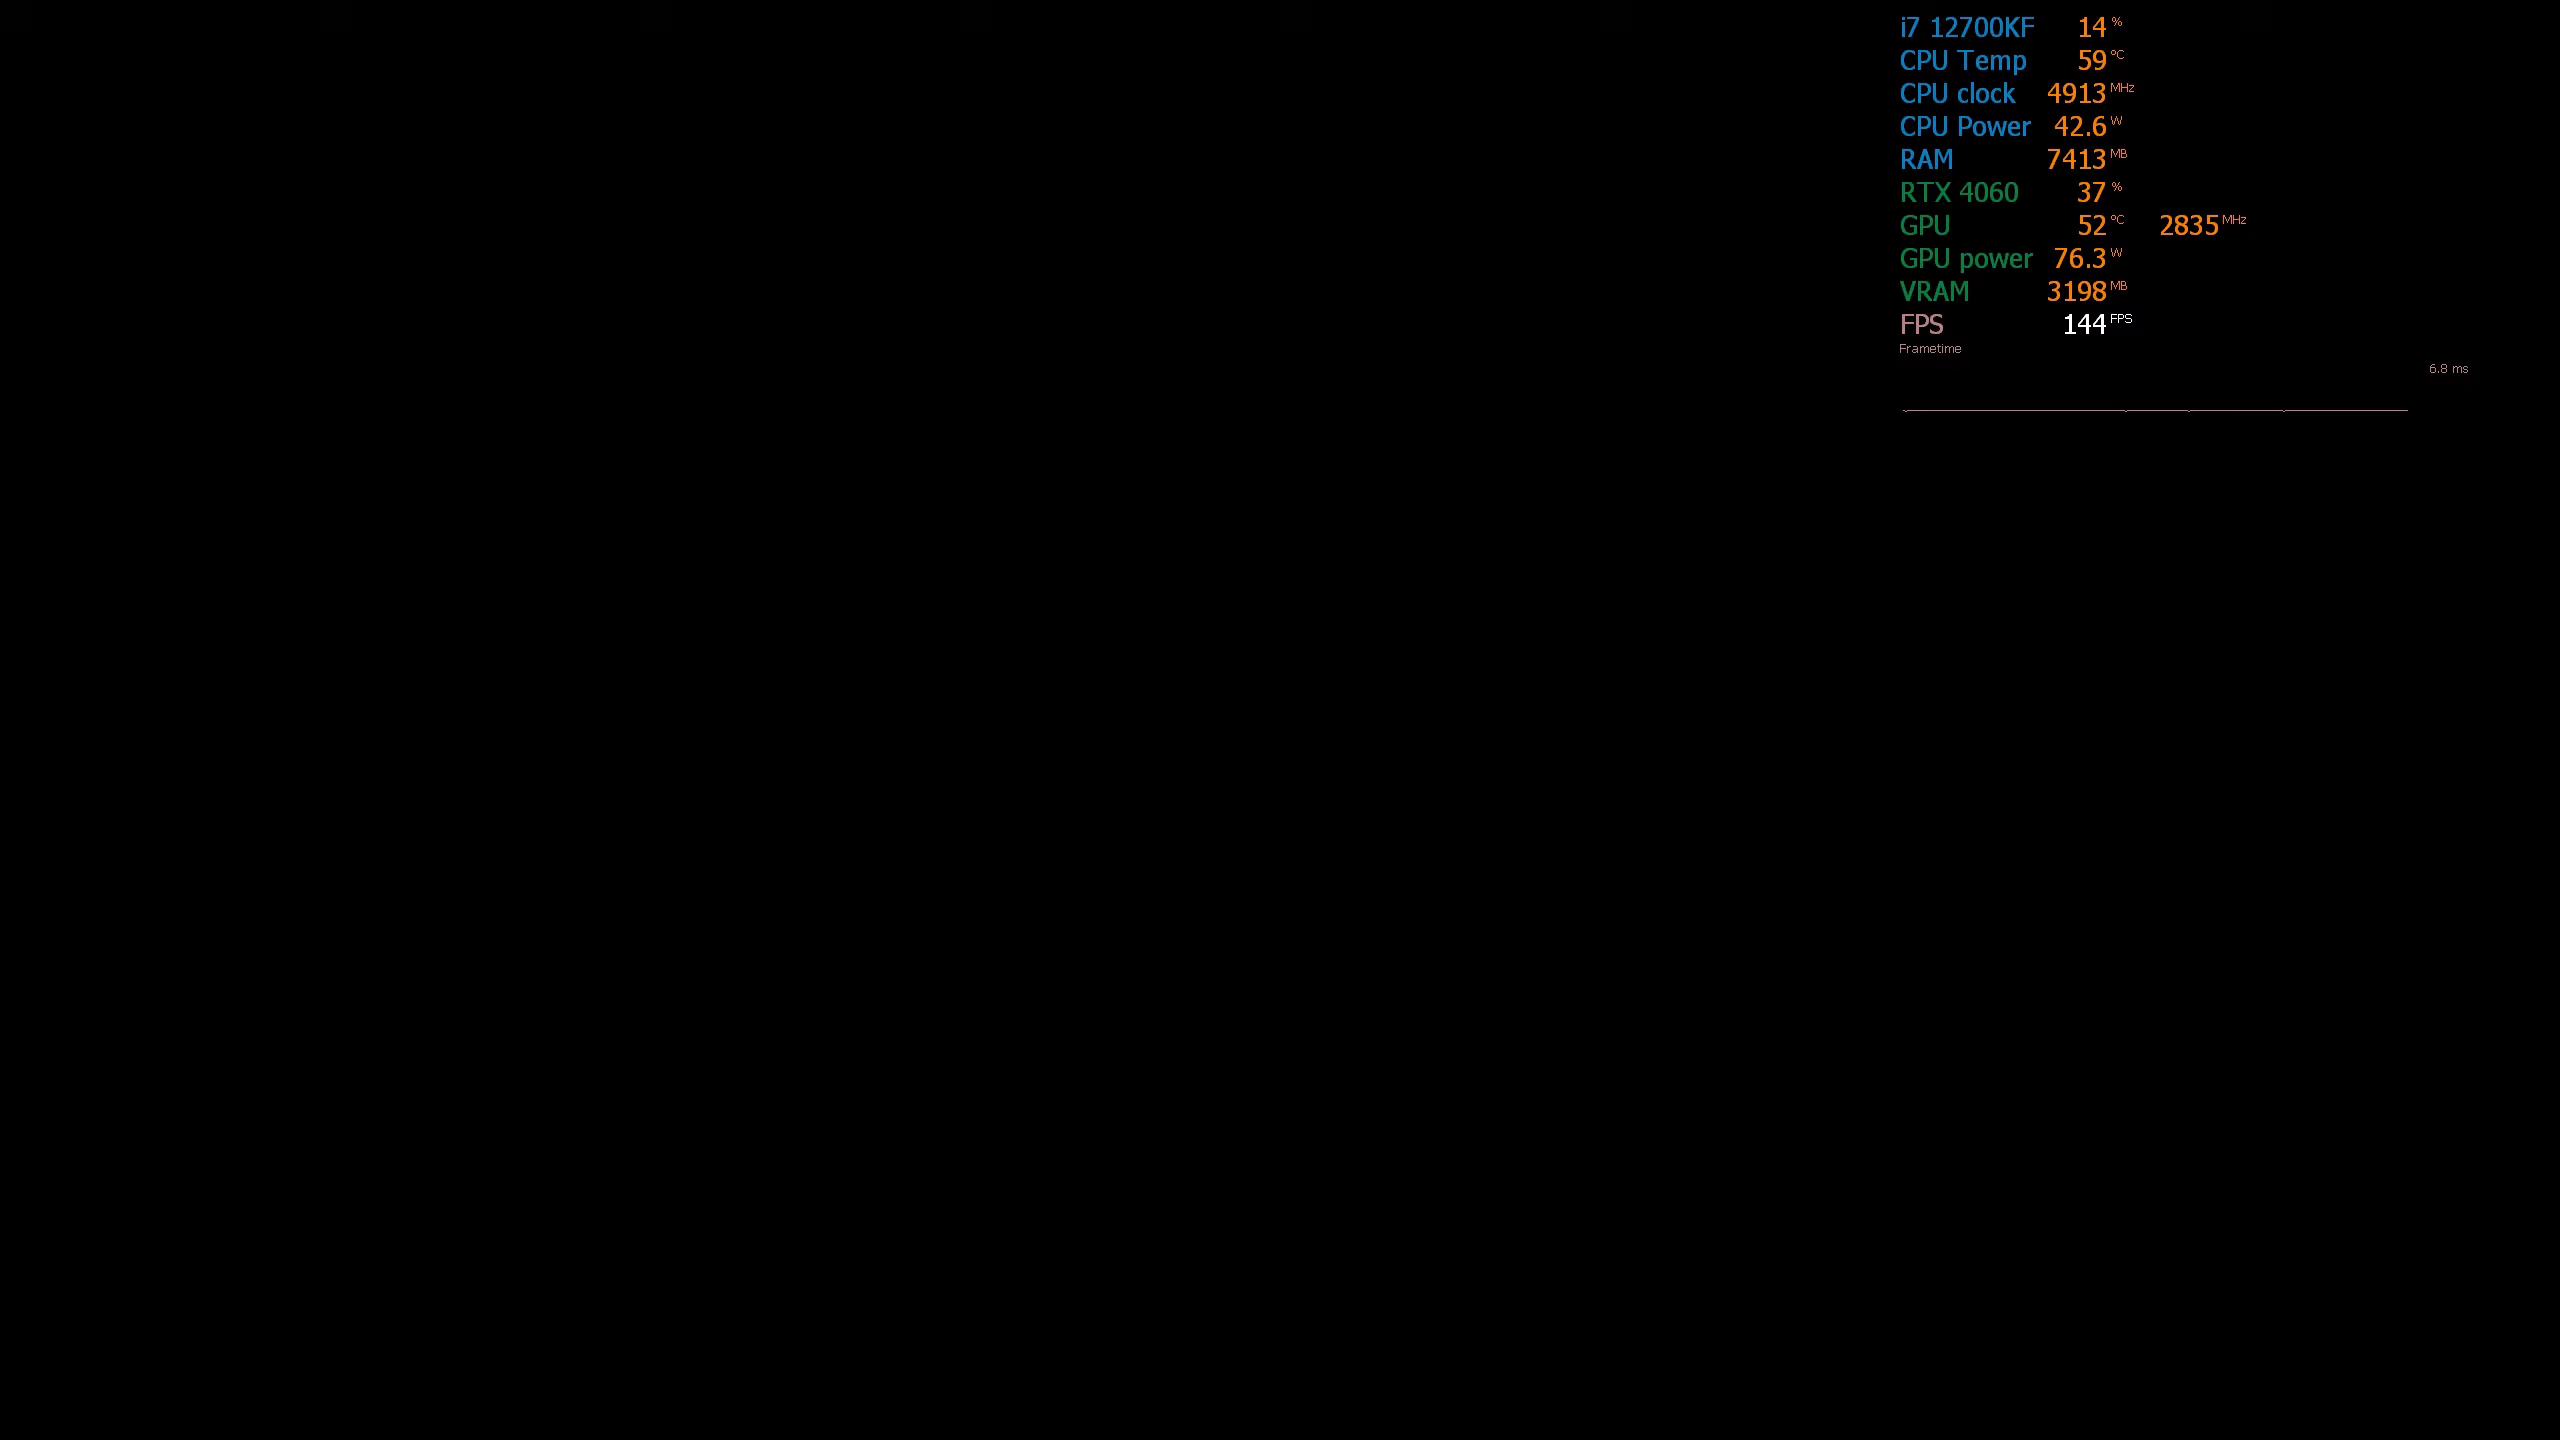 i7 12700KF 14 %
CPU Temp 59 °C
CPU clock 4913 MHz
CPU Power 42.6 W
RAM 7413 MB
RTX 4060 37 %
GPU 52 °C 2835 MHz
GPU power 76.3 W
VRAM 3198 MB
FPS 144 FPS
Frametime
6.8 ms